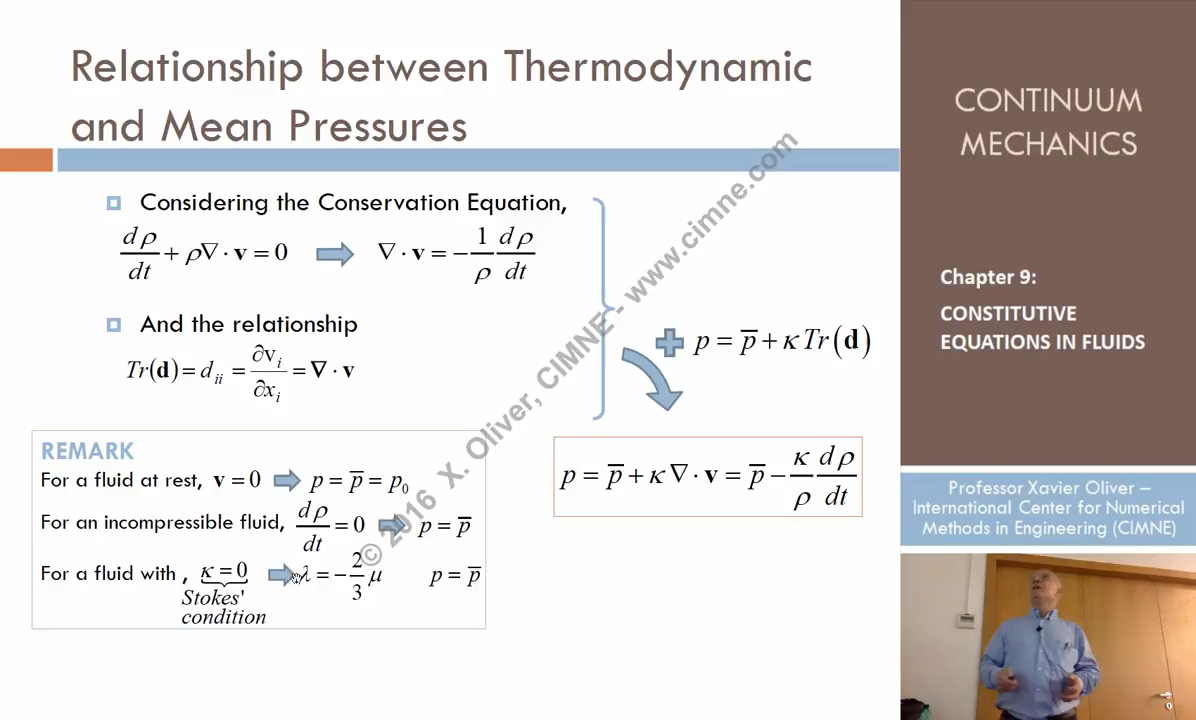 Relationship between Thermodynamic
and Mean Pressures
Considering the Conservation Equation,
dρ/dt + ρ∇·v = 0 ⇒ ∇·v = −(1/ρ) dρ/dt
And the relationship
Tr(d) = d_ii = ∂v_i/∂x_i = ∇·v
p = p̄ + κTr(d)
p = p̄ + κ∇·v = p̄ − (κ/ρ) dρ/dt
REMARK
For a fluid at rest, v = 0 ⇒ p = p̄ = p₀
For an incompressible fluid, dρ/dt = 0 ⇒ p = p̄
For a fluid with , κ = 0 ⇒ λ = −(2/3)μ p = p̄
Stokes'
condition
© 2016 X. Oliver, CIMNE - www.cimne.com
CONTINUUM
MECHANICS
Chapter 9:
CONSTITUTIVE
EQUATIONS IN FLUIDS
Professor Xavier Oliver –
International Center for Numerical
Methods in Engineering (CIMNE)